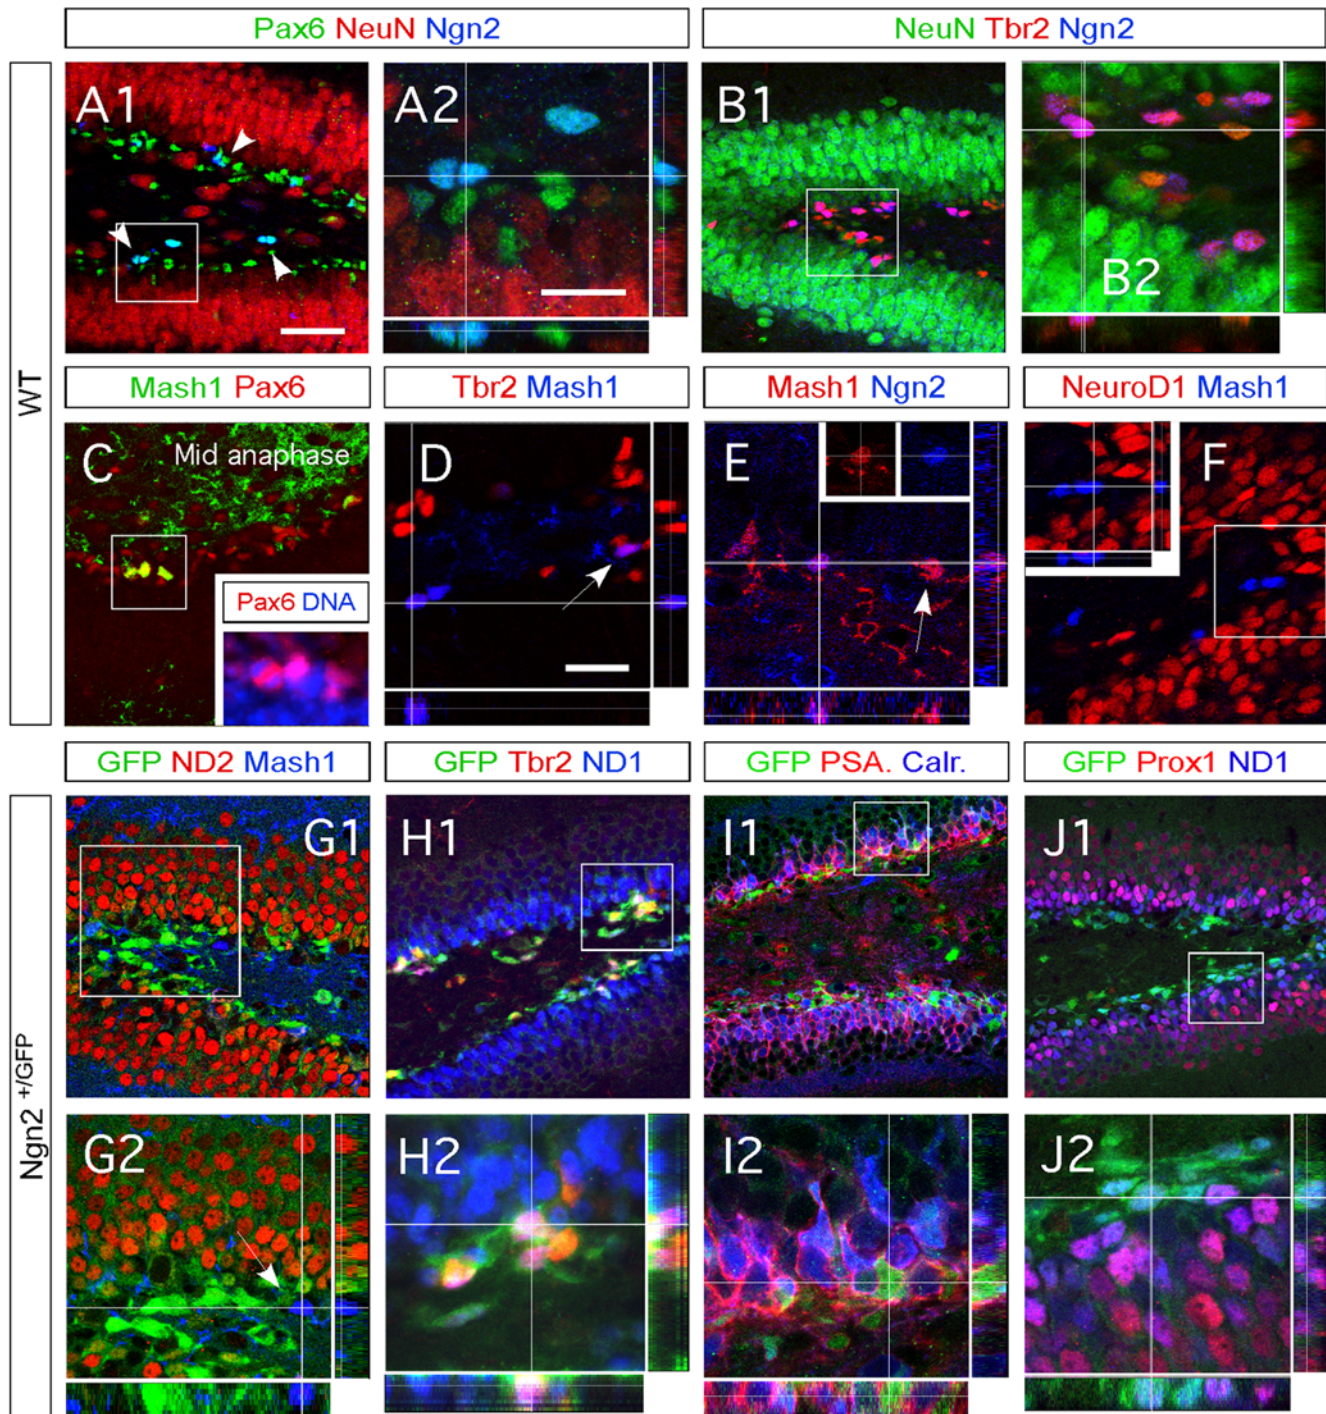 Pax6 NeuN Ngn2
NeuN Tbr2 Ngn2
WT
A1
A2
B1
B2
Mash1 Pax6
Tbr2 Mash1
Mash1 Ngn2
NeuroD1 Mash1
C
Mid anaphase
Pax6 DNA
D
E
F
GFP ND2 Mash1
GFP Tbr2 ND1
GFP PSA. Calr.
GFP Prox1 ND1
Ngn2 +/GFP
G1
H1
I1
J1
G2
H2
I2
J2